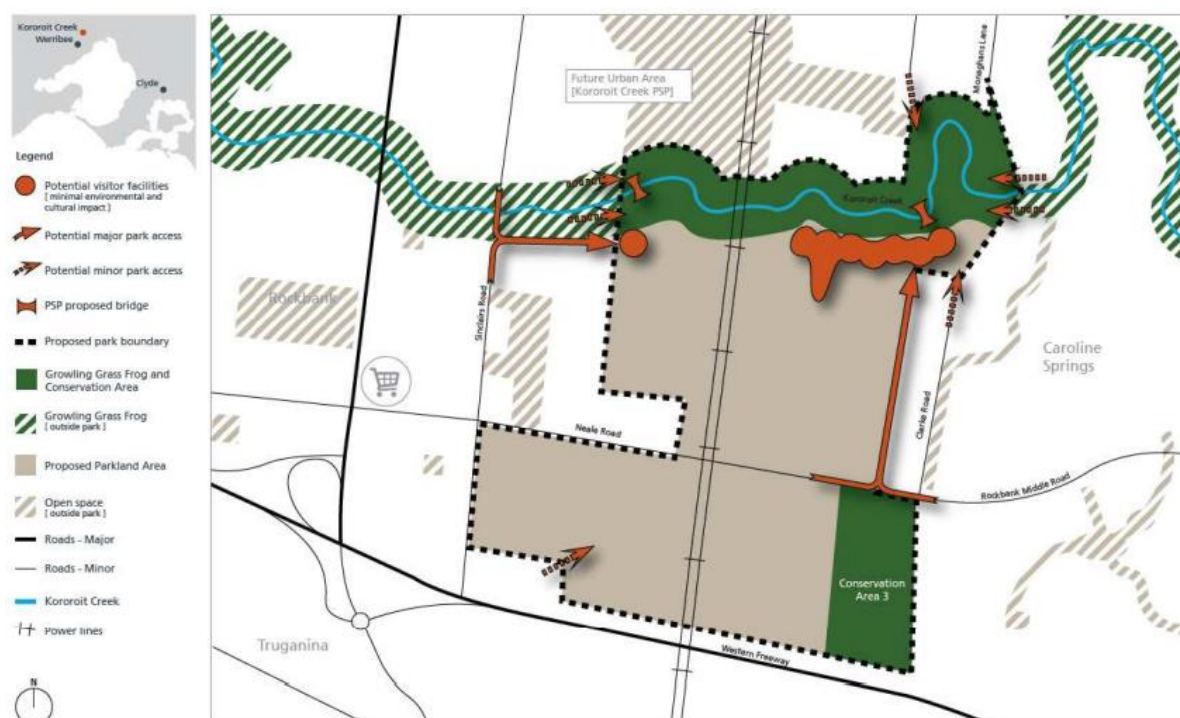 Kororoit Creek
Werribee
Clyde
Legend
Potential visitor facilities
[ minimal environmental and
cultural impact ]
Potential major park access
Potential minor park access
PSP proposed bridge
Proposed park boundary
Growling Grass Frog and
Conservation Area
Growling Grass Frog
[ outside park ]
Proposed Parkland Area
Open space
[ outside park ]
Roads - Major
Roads - Minor
Kororoit Creek
Power lines
N
Future Urban Area
[Kororoit Creek PSP]
Monaghans Lane
Kororoit Creek
Rockbank
Sinclairs Road
Caroline
Springs
Clarke Road
Neale Road
Rockbank Middle Road
Conservation
Area 3
Western Freeway
Truganina